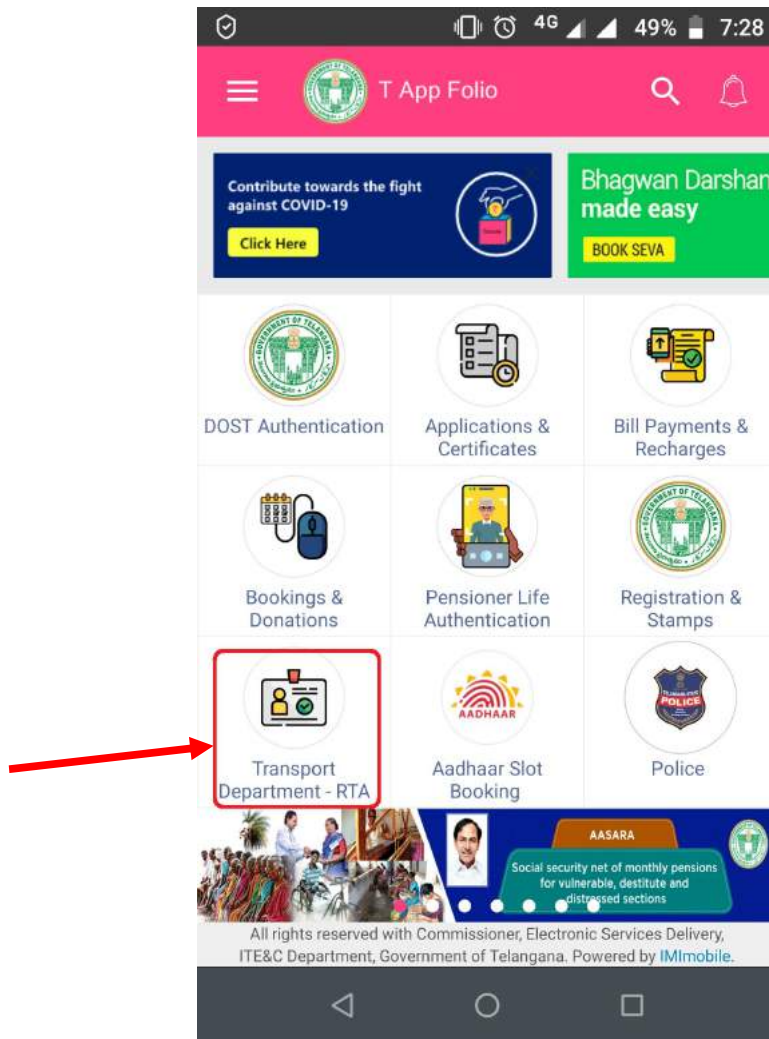 4G 49% 7:28
T App Folio
Contribute towards the fight
against COVID-19
Click Here
Bhagwan Darshan
made easy
BOOK SEVA
DOST Authentication
Applications &
Certificates
Bill Payments &
Recharges
Bookings &
Donations
Pensioner Life
Authentication
Registration &
Stamps
AADHAAR
POLICE
Transport
Department - RTA
Aadhaar Slot
Booking
Police
AASARA
Social security net of monthly pensions
for vulnerable, destitute and
distressed sections
All rights reserved with Commissioner, Electronic Services Delivery,
ITE&C Department, Government of Telangana. Powered by IMImobile.